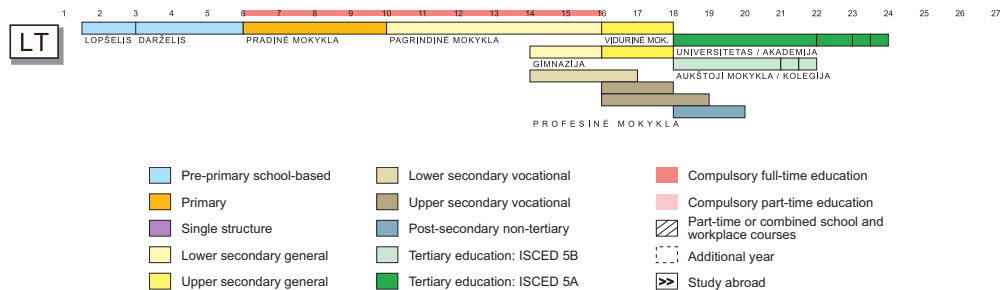 1 2 3 4 5 6 7 8 9 10 11 12 13 14 15 16 17 18 19 20 21 22 23 24 25 26 27
LT
LOPŠELIS DARŽELIS PRADINĖ MOKYKLA PAGRINDINĖ MOKYKLA VIDURINĖ MOK. UNIVERSITETAS / AKADEMIJA
GIMNAZIJA AUKŠTOJI MOKYKLA / KOLEGIJA
PROFESINĖ MOKYKLA
Pre-primary school-based
Primary
Single structure
Lower secondary general
Upper secondary general
Lower secondary vocational
Upper secondary vocational
Post-secondary non-tertiary
Tertiary education: ISCED 5B
Tertiary education: ISCED 5A
Compulsory full-time education
Compulsory part-time education
Part-time or combined school and
workplace courses
Additional year
>> Study abroad